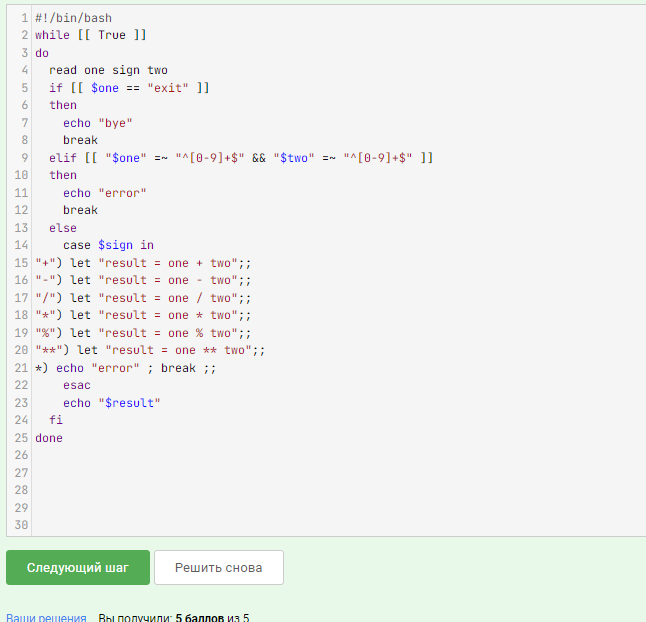 1 #!/bin/bash
2 while [[ True ]]
3 do
4   read one sign two
5   if [[ $one == "exit" ]]
6   then
7     echo "bye"
8     break
9   elif [[ "$one" =~ "^[0-9]+$" && "$two" =~ "^[0-9]+$" ]]
10   then
11     echo "error"
12     break
13   else
14     case $sign in
15 "+") let "result = one + two";;
16 "-") let "result = one - two";;
17 "/") let "result = one / two";;
18 "*") let "result = one * two";;
19 "%") let "result = one % two";;
20 "**") let "result = one ** two";;
21 *) echo "error" ; break ;;
22     esac
23     echo "$result"
24   fi
25 done
26
27
28
29
30
Следующий шаг Решить снова
Ваши решения Вы получили: 5 баллов из 5